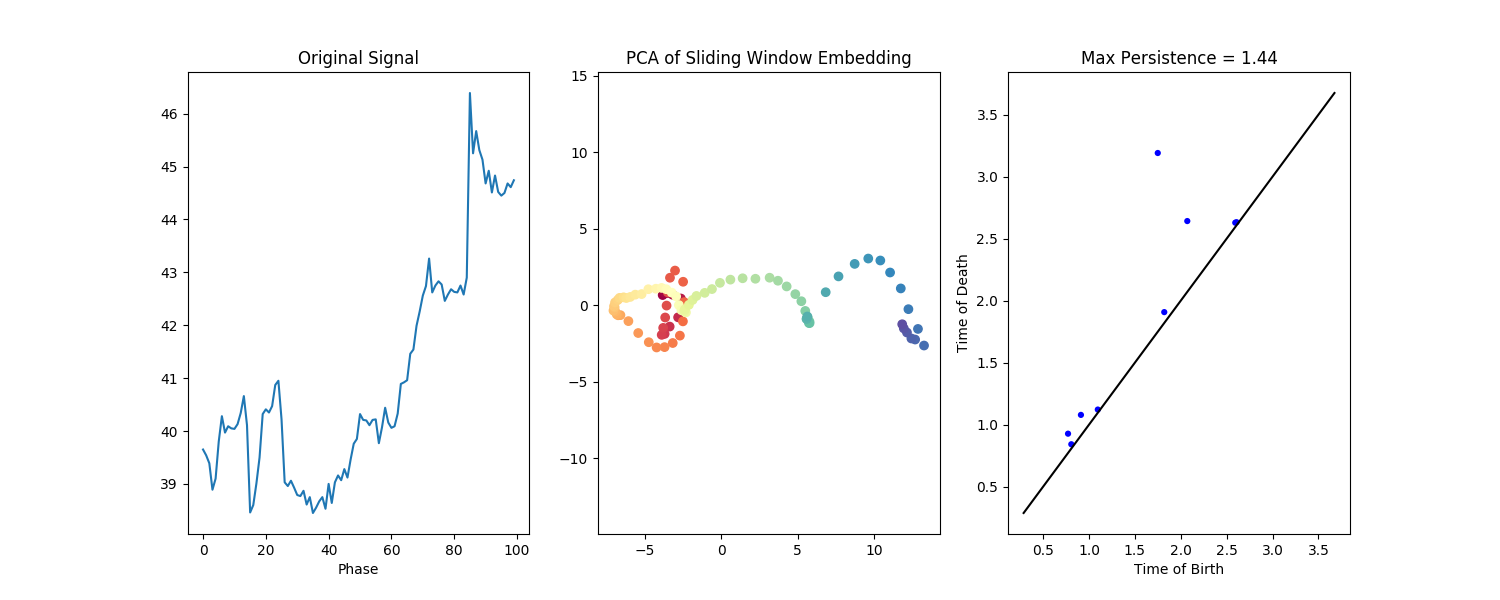 Original Signal
46
45
44
43
42
41
40
39
0 20 40 60 80 100
Phase
PCA of Sliding Window Embedding
15
10
5
0
−5
−10
−5 0 5 10
Max Persistence = 1.44
Time of Death
3.5
3.0
2.5
2.0
1.5
1.0
0.5
0.5 1.0 1.5 2.0 2.5 3.0 3.5
Time of Birth